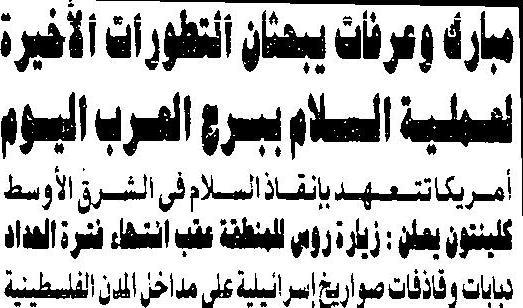 مبارك وعرفات يبحثان التطورات الأخيرة
لعملية السلام ببرج العرب اليوم
أمريكا تتعهد بإنقاذ السلام فى الشرق الأوسط
كلينتون يعلن : زيارة روس للمنطقة عقب انتهاء فترة الحداد
دبابات وقاذفات صواريخ إسرائيلية على مداخل المدن الفلسطينية